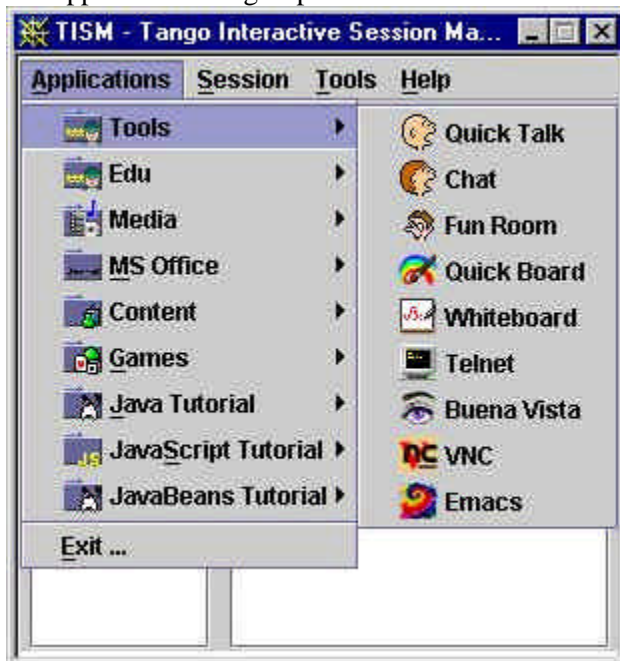 TISM - Tango Interactive Session Ma...
Applications Session Tools Help
Tools
Edu
Media
MS Office
Content
Games
Java Tutorial
JavaScript Tutorial
JavaBeans Tutorial
Exit ...
Quick Talk
Chat
Fun Room
Quick Board
Whiteboard
Telnet
Buena Vista
VNC
Emacs